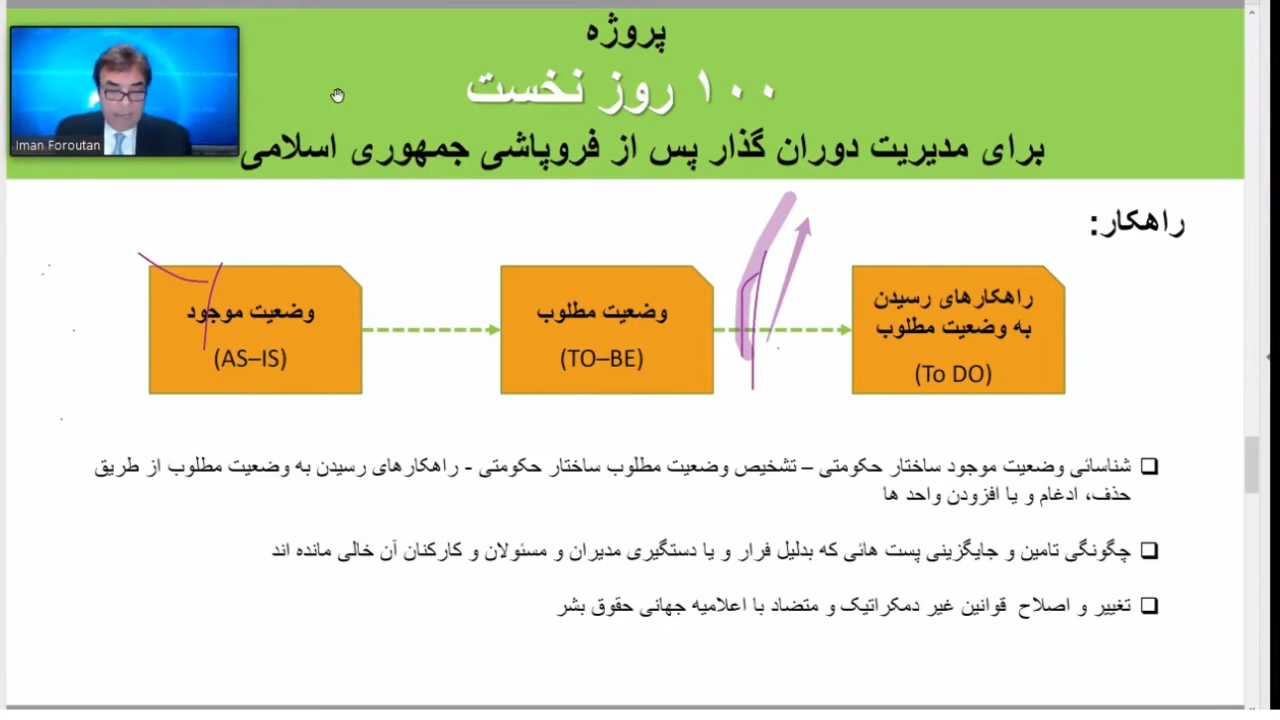 پروژه
۱۰۰ روز نخست
برای مدیریت دوران گذار پس از فروپاشی جمهوری اسلامی
Iman Foroutan
راهکار:
راهکارهای رسیدن
به وضعیت مطلوب
(To DO)
وضعیت مطلوب
(TO–BE)
وضعیت موجود
(AS–IS)
شناسائی وضعیت موجود ساختار حکومتی – تشخیص وضعیت مطلوب ساختار حکومتی - راهکارهای رسیدن به وضعیت مطلوب از طریق
حذف، ادغام و یا افزودن واحد ها
چگونگی تامین و جایگزینی پست هائی که بدلیل فرار و یا دستگیری مدیران و مسئولان و کارکنان آن خالی مانده اند
تغییر و اصلاح قوانین غیر دمکراتیک و متضاد با اعلامیه جهانی حقوق بشر